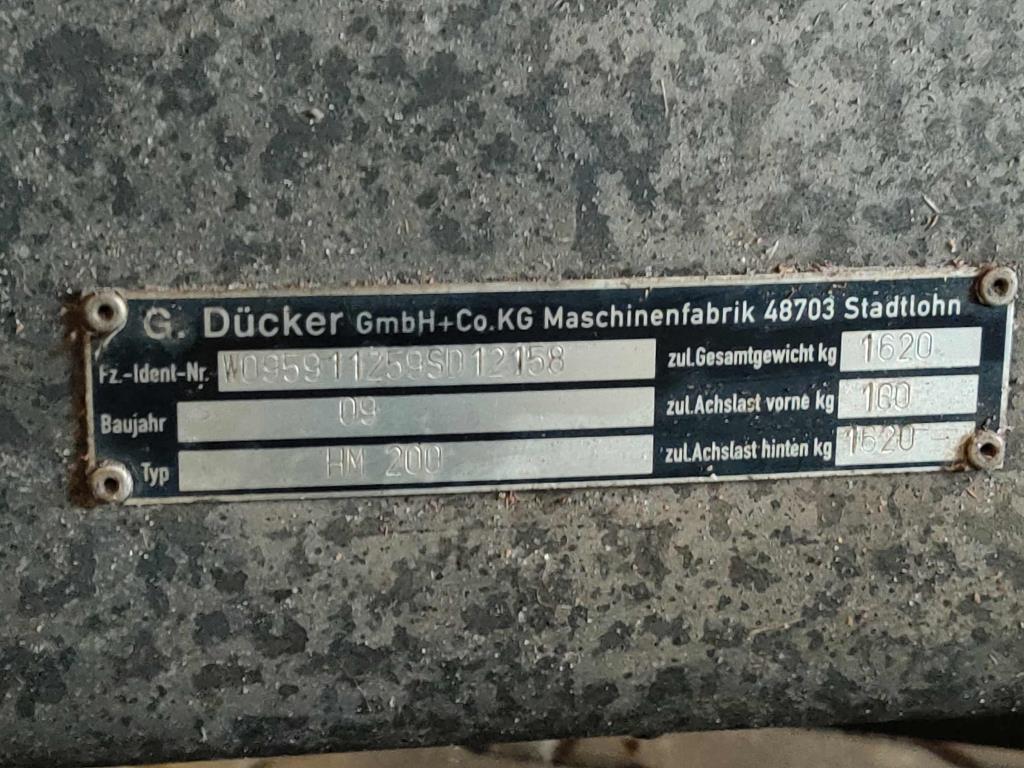 G. Dücker GmbH+Co.KG Maschinenfabrik 48703 Stadtlohn
Fz.-Ident-Nr. W095911259SD12158
zul.Gesamtgewicht kg 1620
Baujahr 09
zul.Achslast vorne kg 100
Typ HM 200
zul.Achslast hinten kg 1620